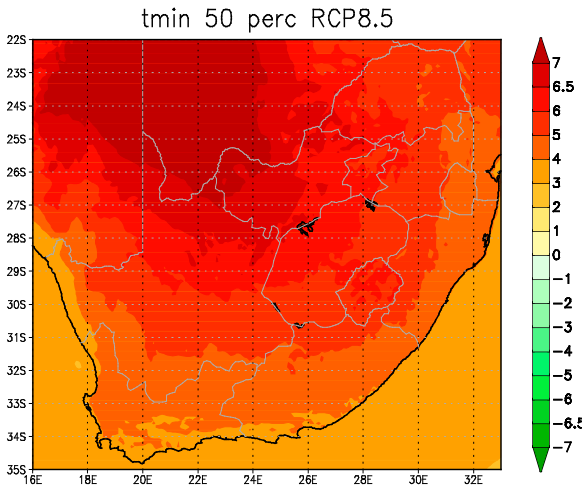 tmin 50 perc RCP8.5
22S
23S
24S
25S
26S
27S
28S
29S
30S
31S
32S
33S
34S
35S
16E 18E 20E 22E 24E 26E 28E 30E 32E
7
6.5
6
5
4
3
2
1
0
−1
−2
−3
−4
−5
−6
−6.5
−7